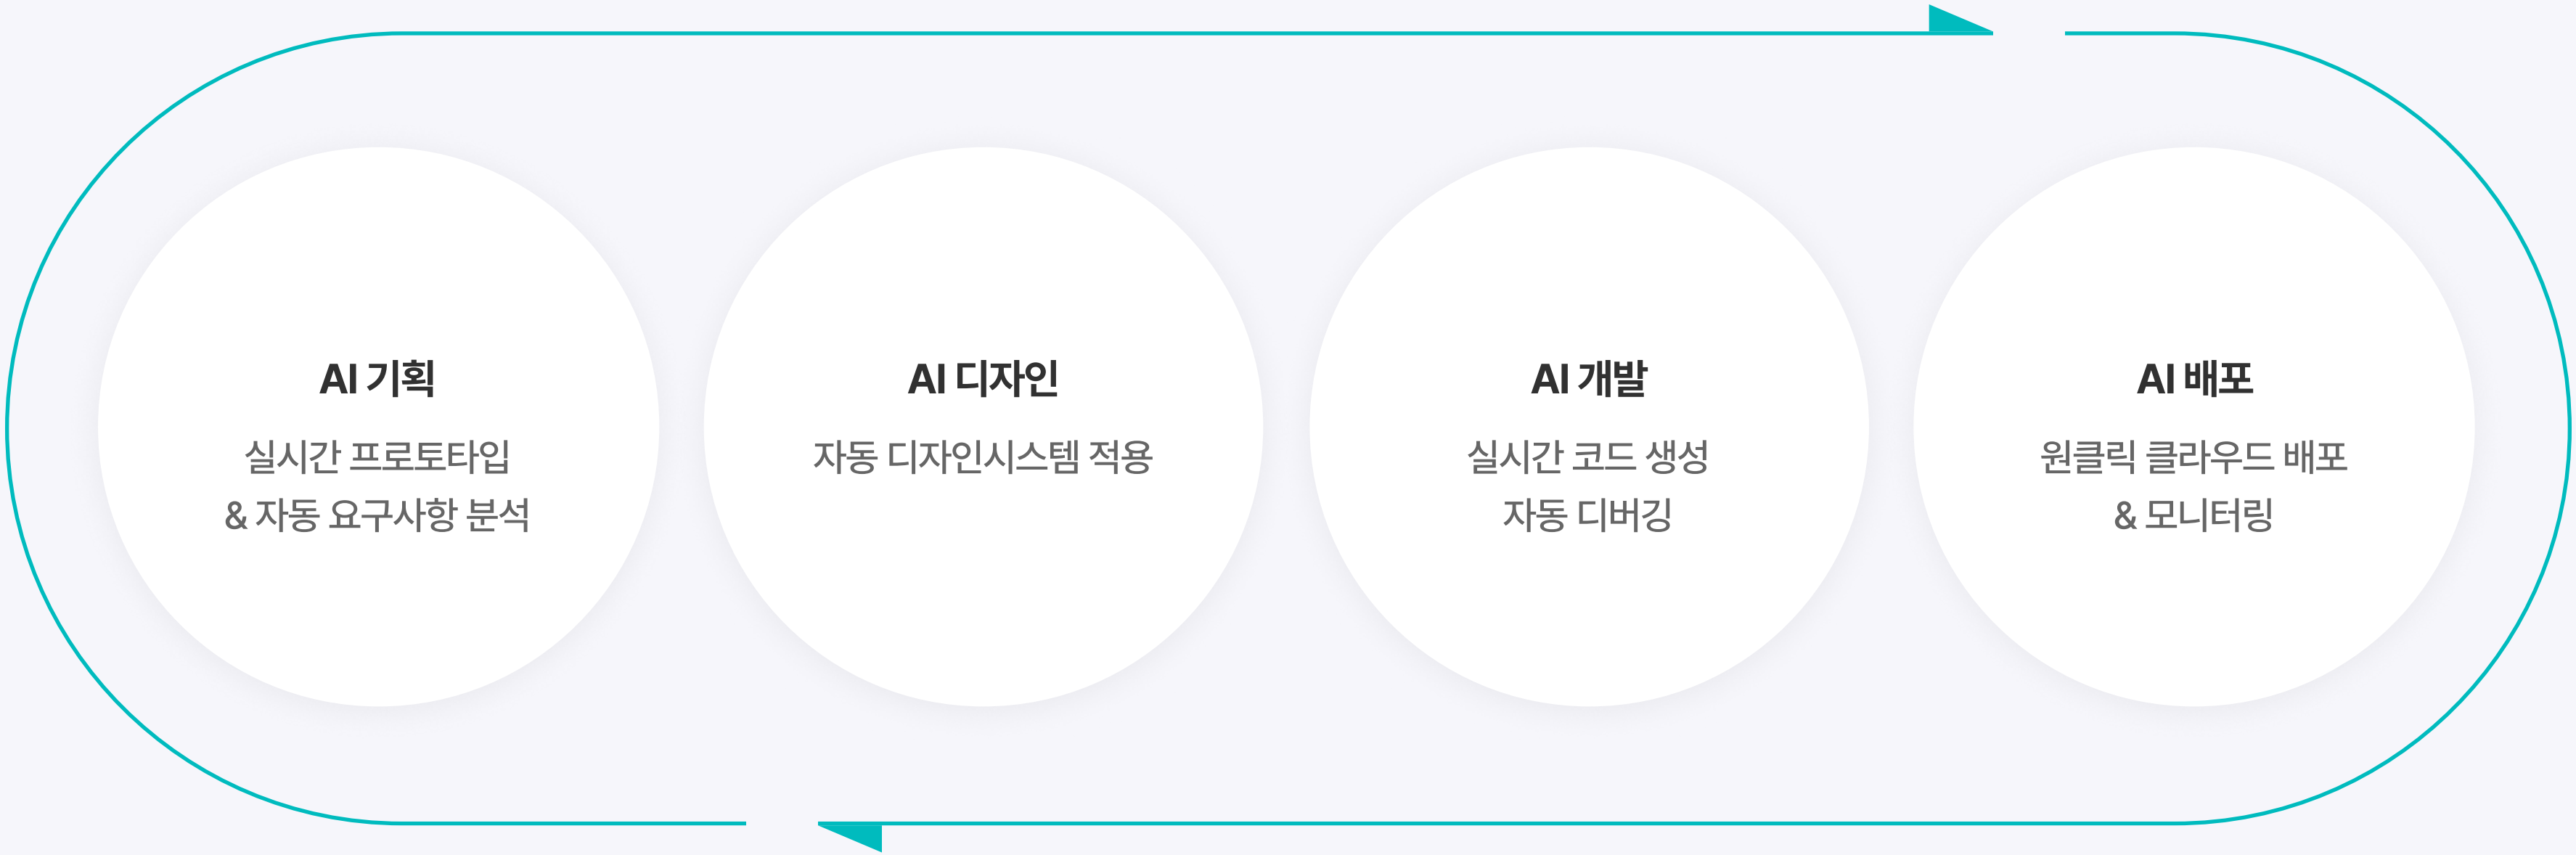 AI 기획
실시간 프로토타입
& 자동 요구사항 분석
AI 디자인
자동 디자인시스템 적용
AI 개발
실시간 코드 생성
자동 디버깅
AI 배포
원클릭 클라우드 배포
& 모니터링